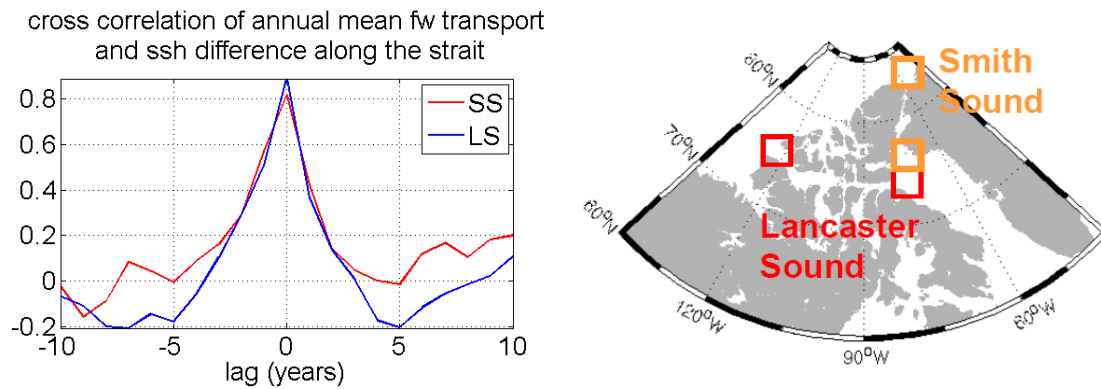 cross correlation of annual mean fw transport
and ssh difference along the strait
0.8
0.6
0.4
0.2
0
-0.2
-10
-5
0
5
10
lag (years)
SS
LS
80°N
70°N
60°N
120°W
90°W
60°W
Smith
Sound
Lancaster
Sound